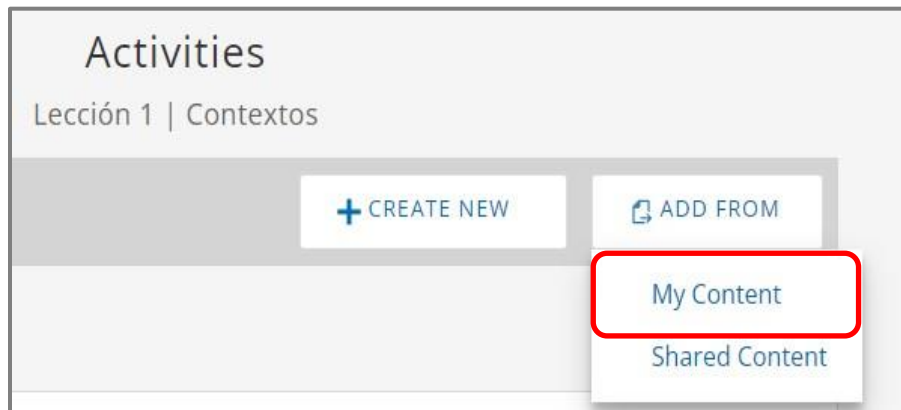 Activities
Lección 1 | Contextos
CREATE NEW
ADD FROM
My Content
Shared Content